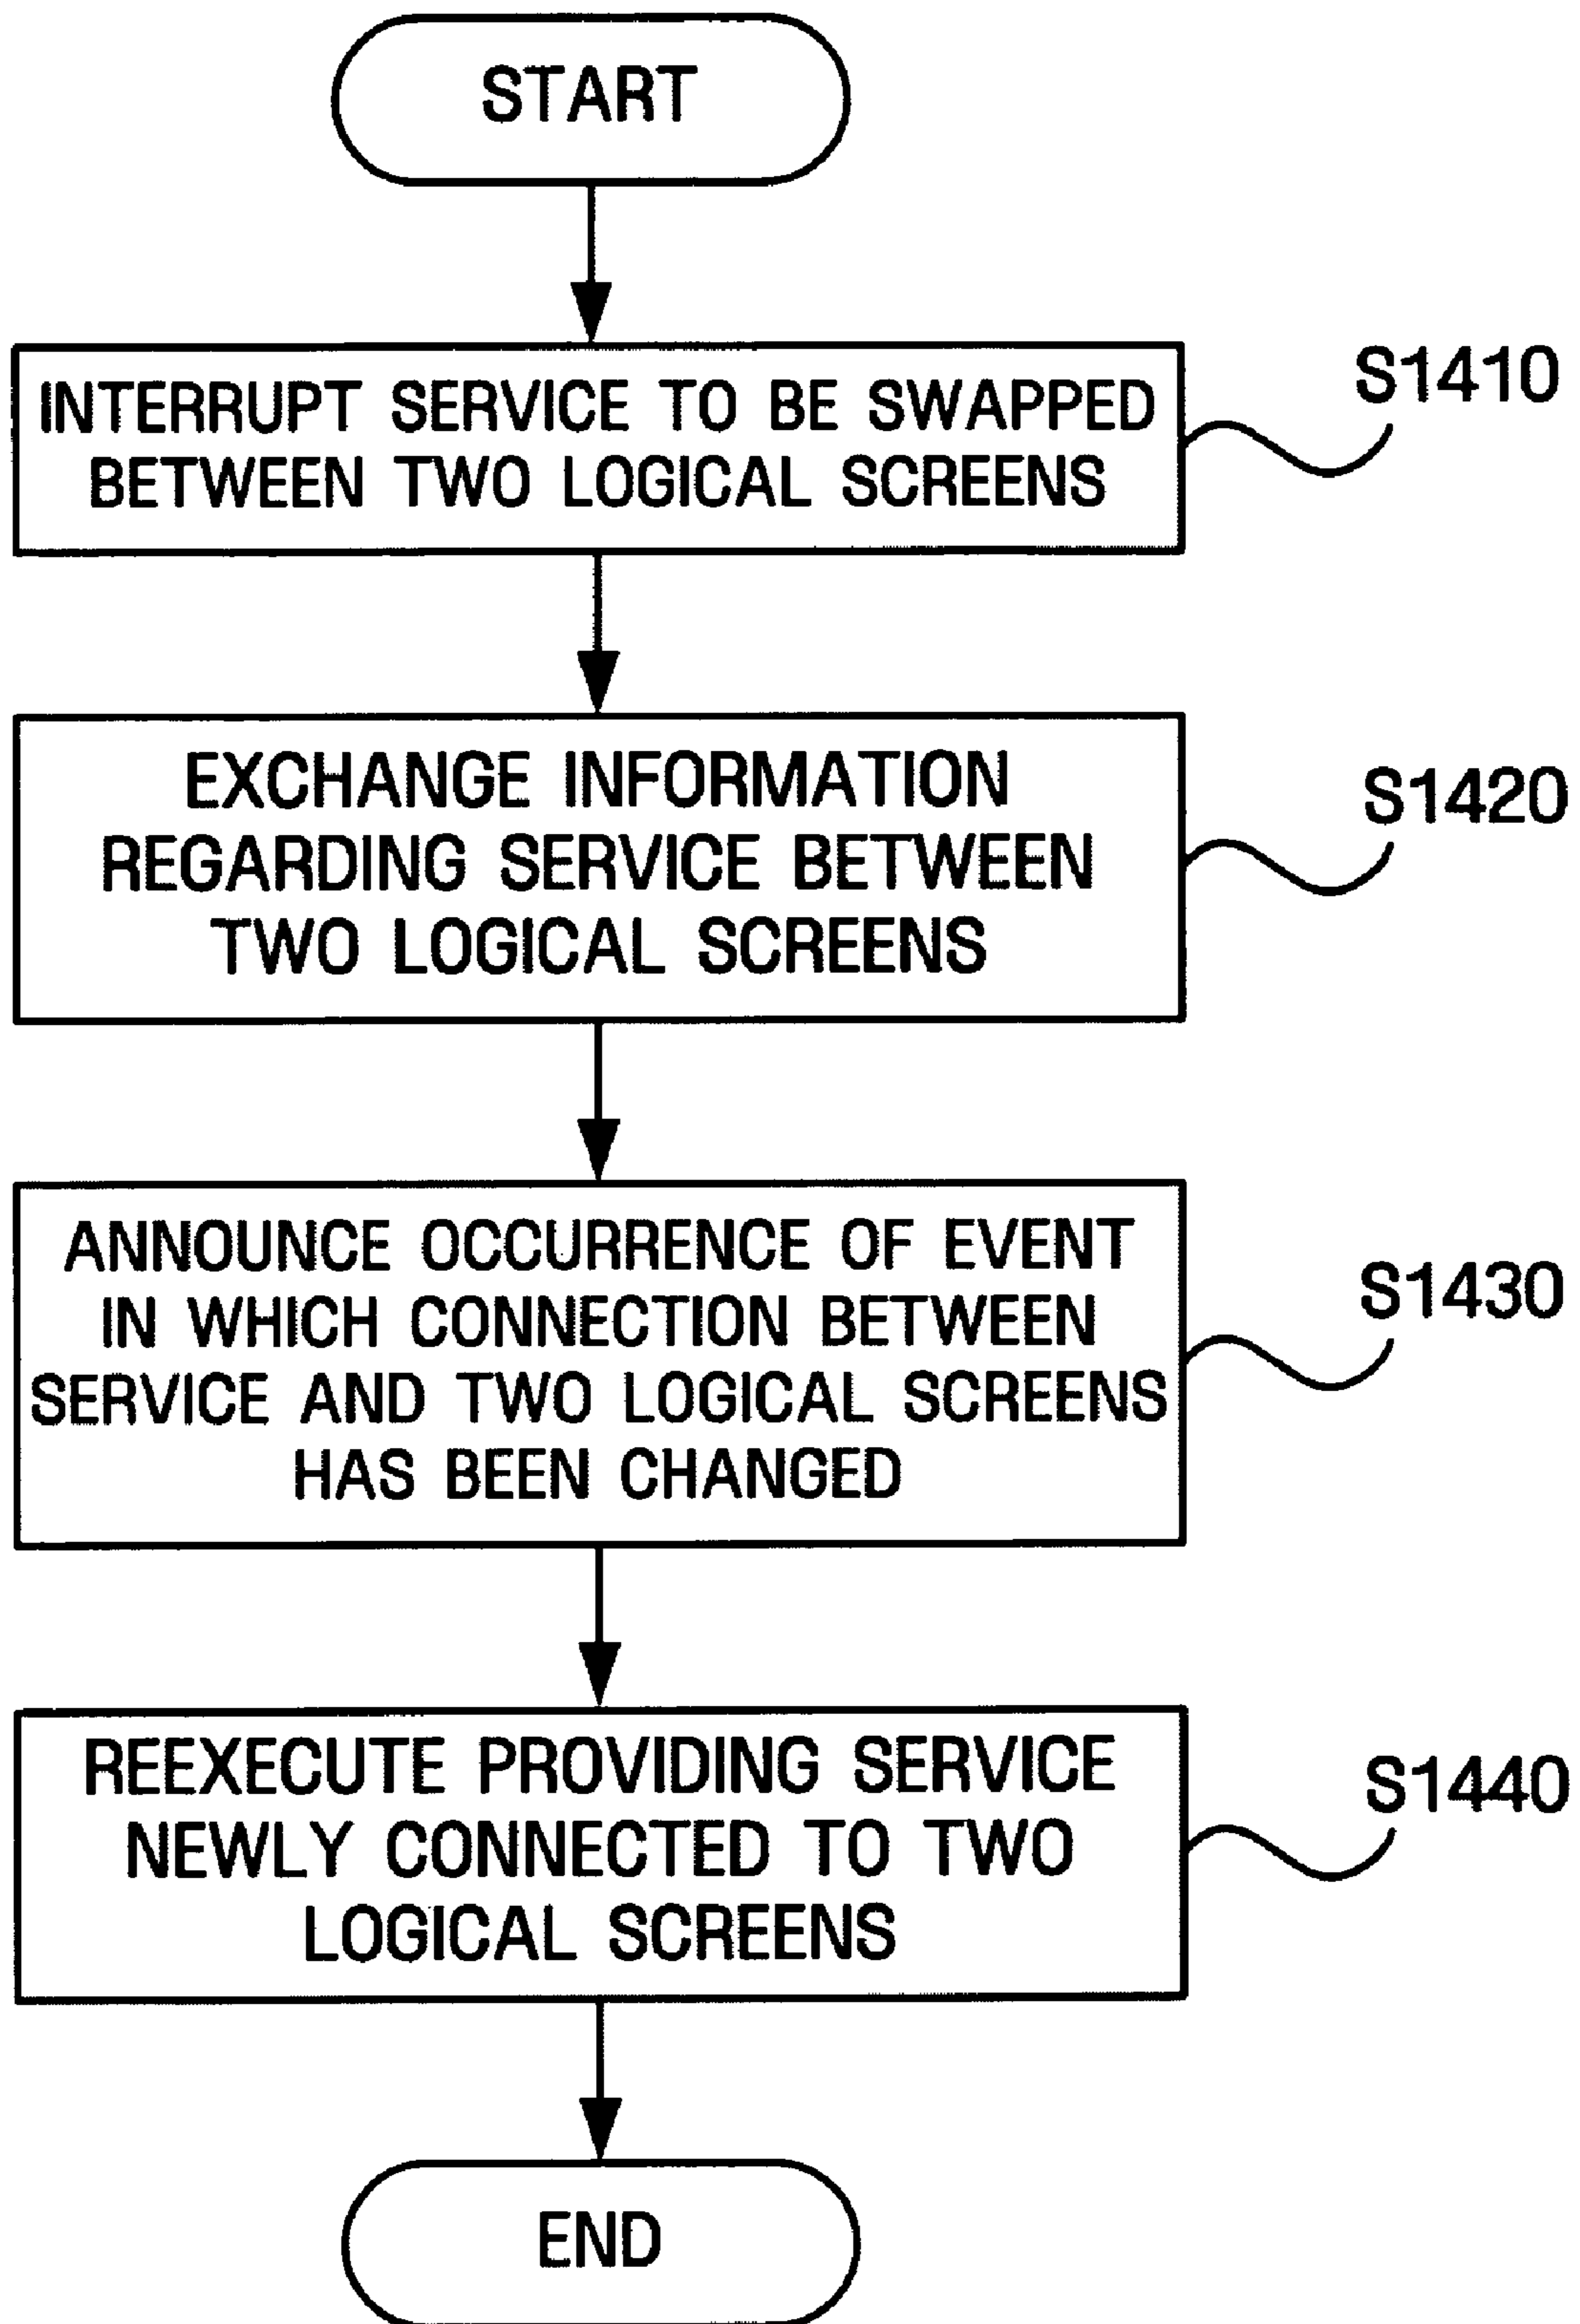 START
INTERRUPT SERVICE TO BE SWAPPED
BETWEEN TWO LOGICAL SCREENS
S1410
EXCHANGE INFORMATION
REGARDING SERVICE BETWEEN
TWO LOGICAL SCREENS
S1420
ANNOUNCE OCCURRENCE OF EVENT
IN WHICH CONNECTION BETWEEN
SERVICE AND TWO LOGICAL SCREENS
HAS BEEN CHANGED
S1430
REEXECUTE PROVIDING SERVICE
NEWLY CONNECTED TO TWO
LOGICAL SCREENS
S1440
END